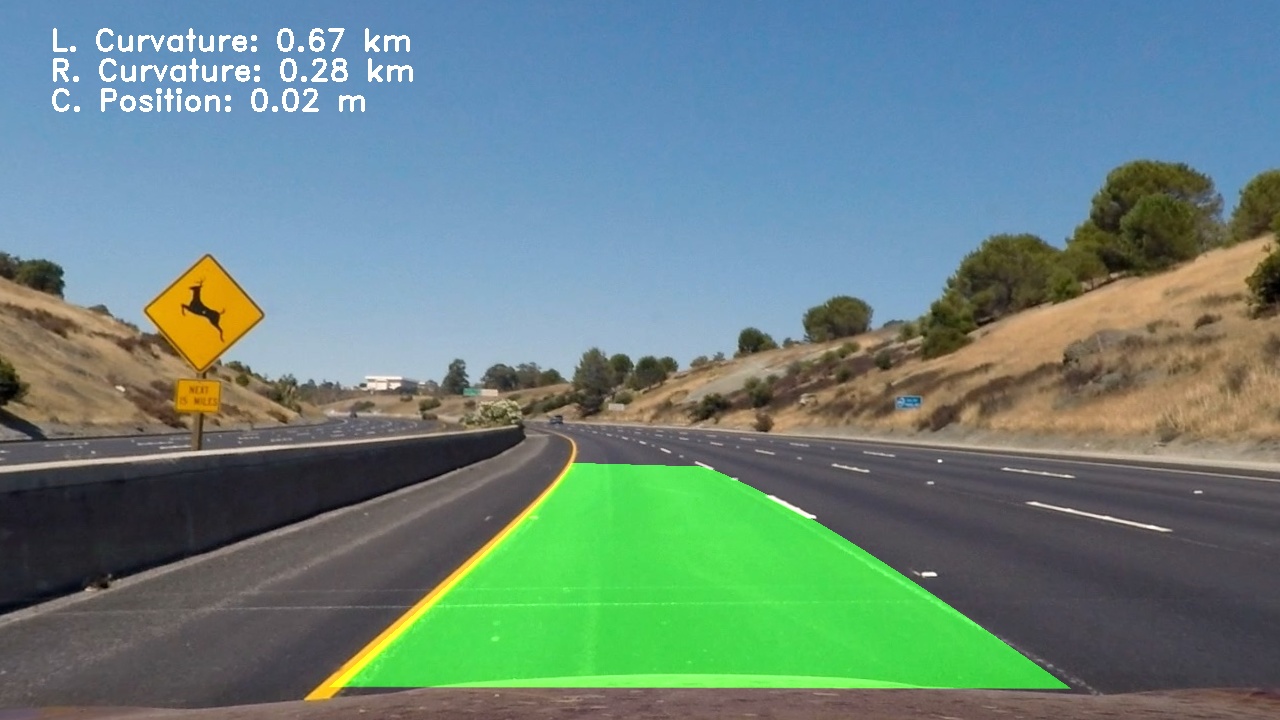 L. Curvature: 0.67 km
R. Curvature: 0.28 km
C. Position: 0.02 m
NEXT
15 MILES